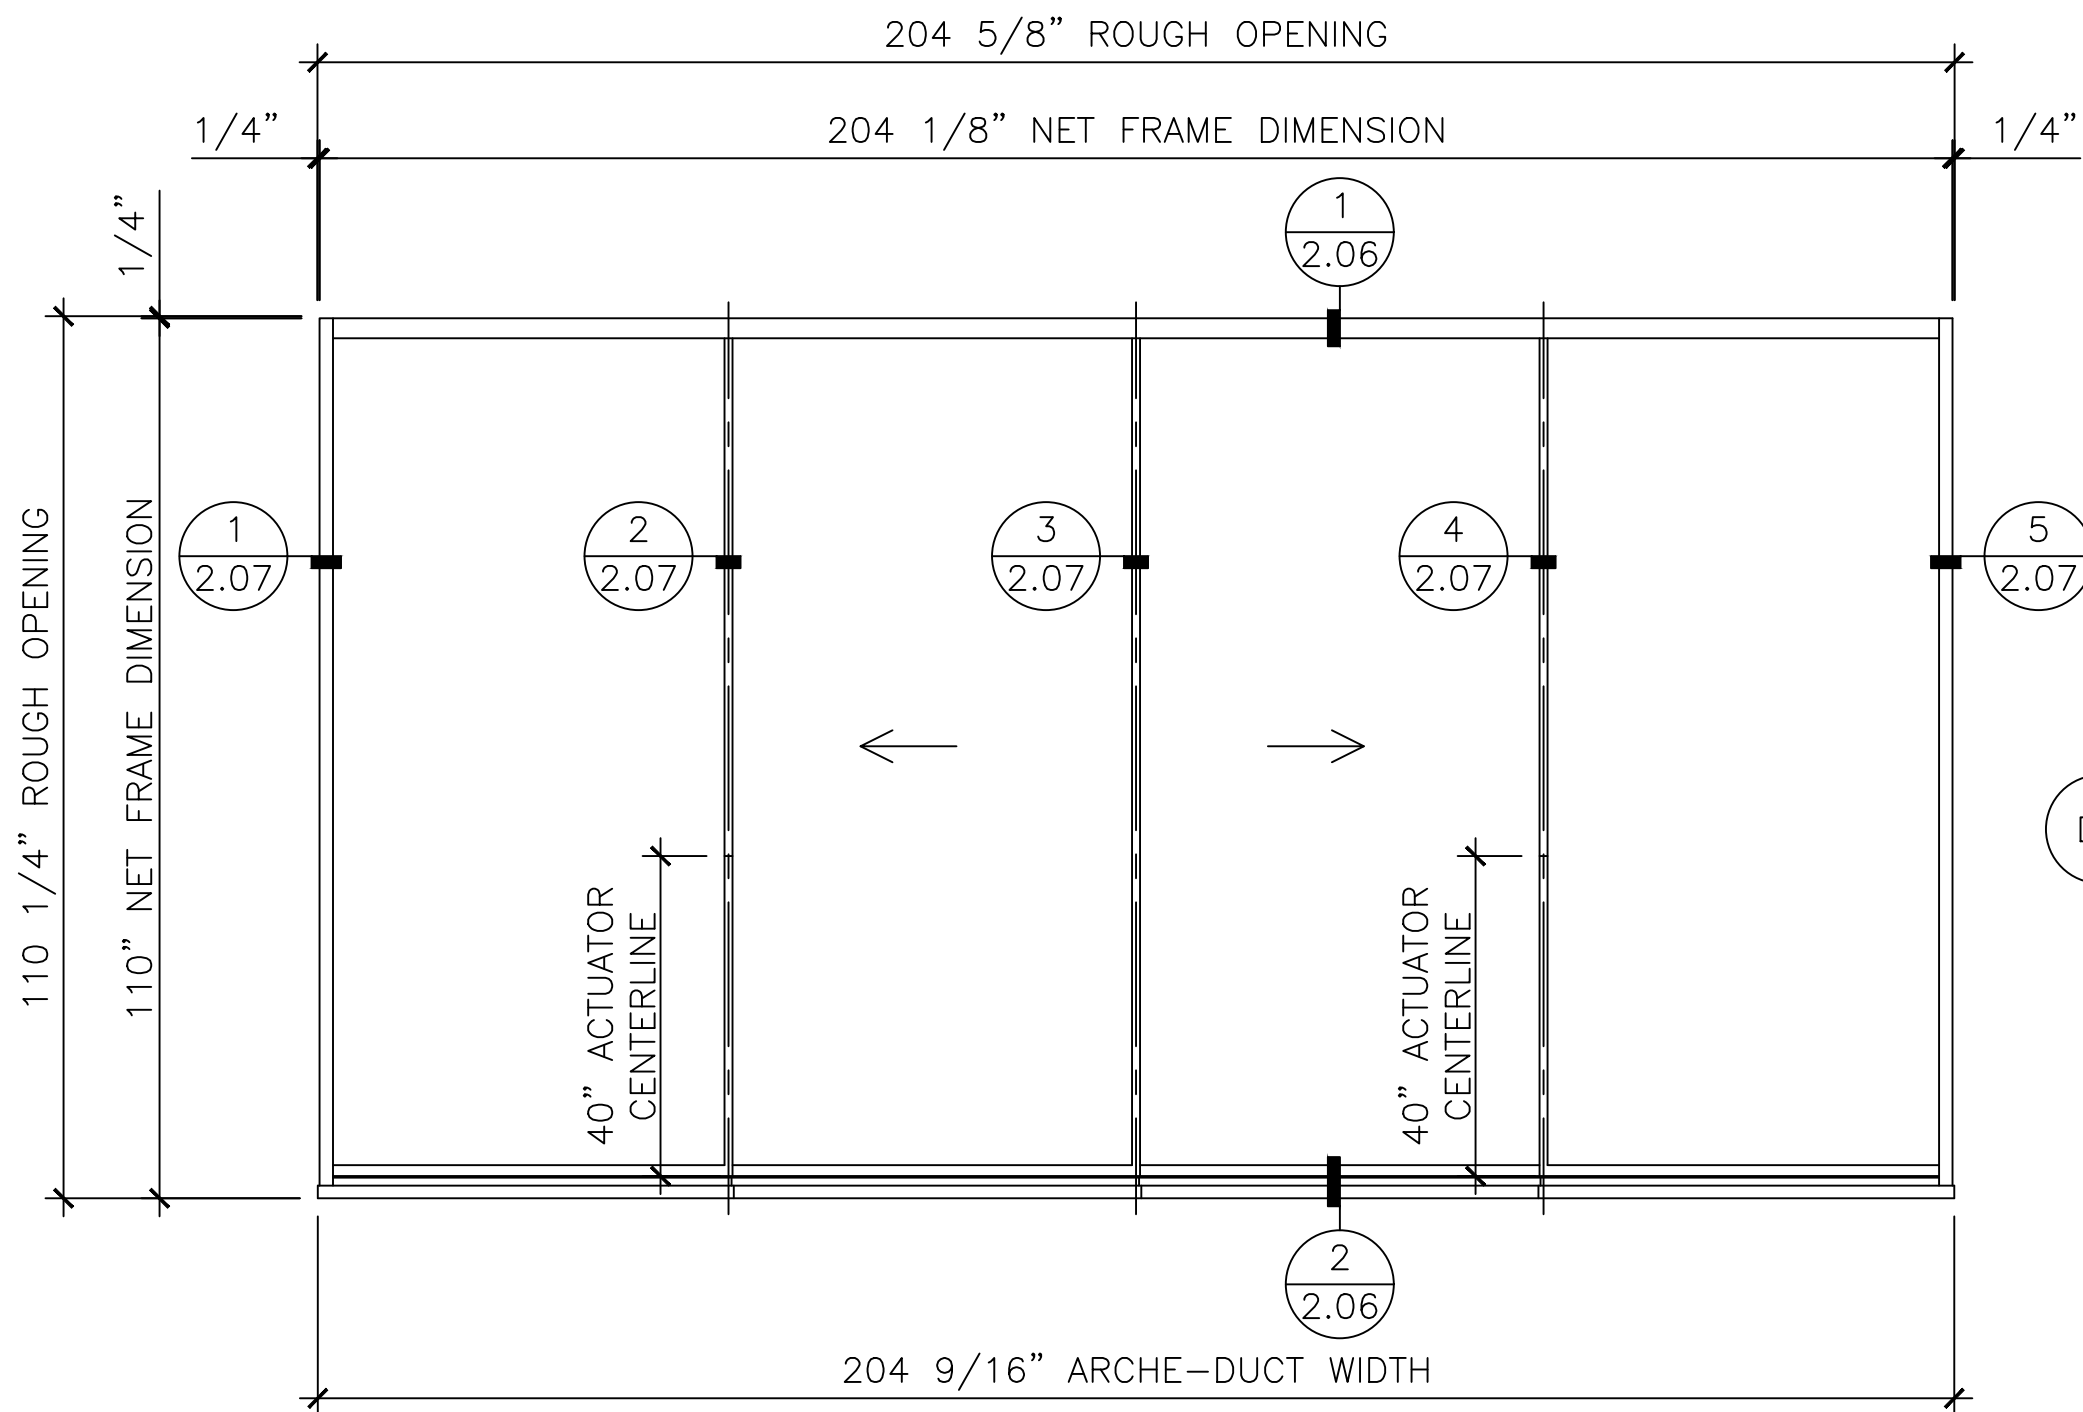 204 5/8” ROUGH OPENING
1/4”
204 1/8” NET FRAME DIMENSION
1/4”
1/4”
1
2.06
110 1/4” ROUGH OPENING
110” NET FRAME DIMENSION
1
2.07
2
2.07
3
2.07
4
2.07
5
2.07
40” ACTUATOR
CENTERLINE
40” ACTUATOR
CENTERLINE
2
2.06
204 9/16” ARCHE–DUCT WIDTH